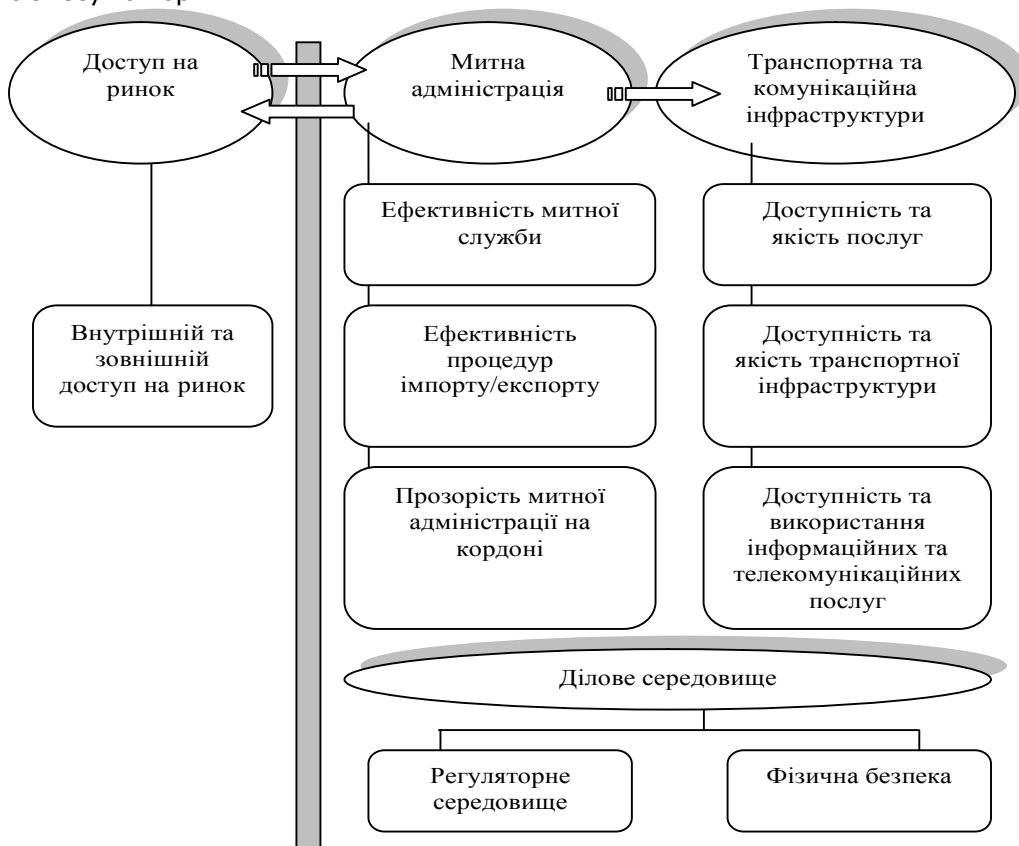 Доступ на
ринок
Митна
адміністрація
Транспортна та
комунікаційна
інфраструктури
Ефективність митної
служби
Доступність та
якість послуг
Внутрішній та
зовнішній
доступ на ринок
Ефективність
процедур
імпорту/експорту
Доступність та
якість транспортної
інфраструктури
Прозорість митної
адміністрації на
кордоні
Доступність та
використання
інформаційних та
телекомунікаційних
послуг
Ділове середовище
Регуляторне
середовище
Фізична безпека